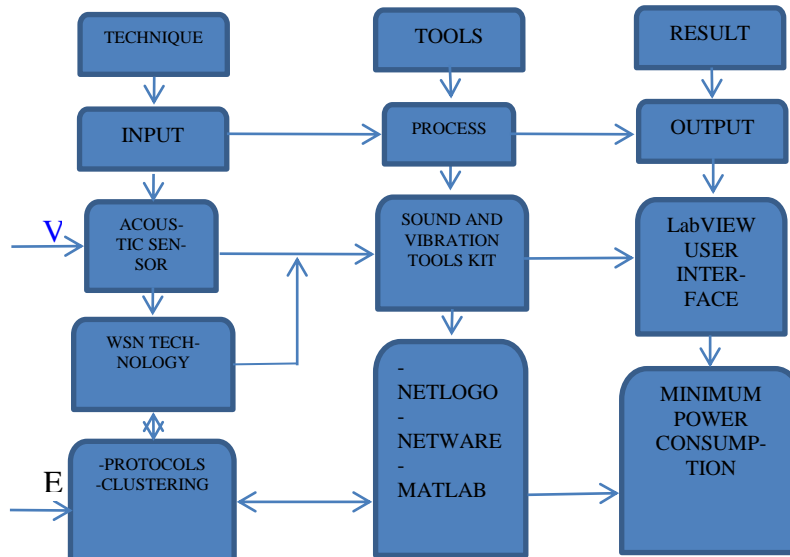 TECHNIQUE
TOOLS
RESULT
INPUT
PROCESS
OUTPUT
V
ACOUS-
TIC SEN-
SOR
SOUND AND
VIBRATION
TOOLS KIT
LabVIEW
USER
INTER-
FACE
WSN TECH-
NOLOGY
-
NETLOGO
-
NETWARE
-
MATLAB
MINIMUM
POWER
CONSUMP-
TION
E
-PROTOCOLS
-CLUSTERING